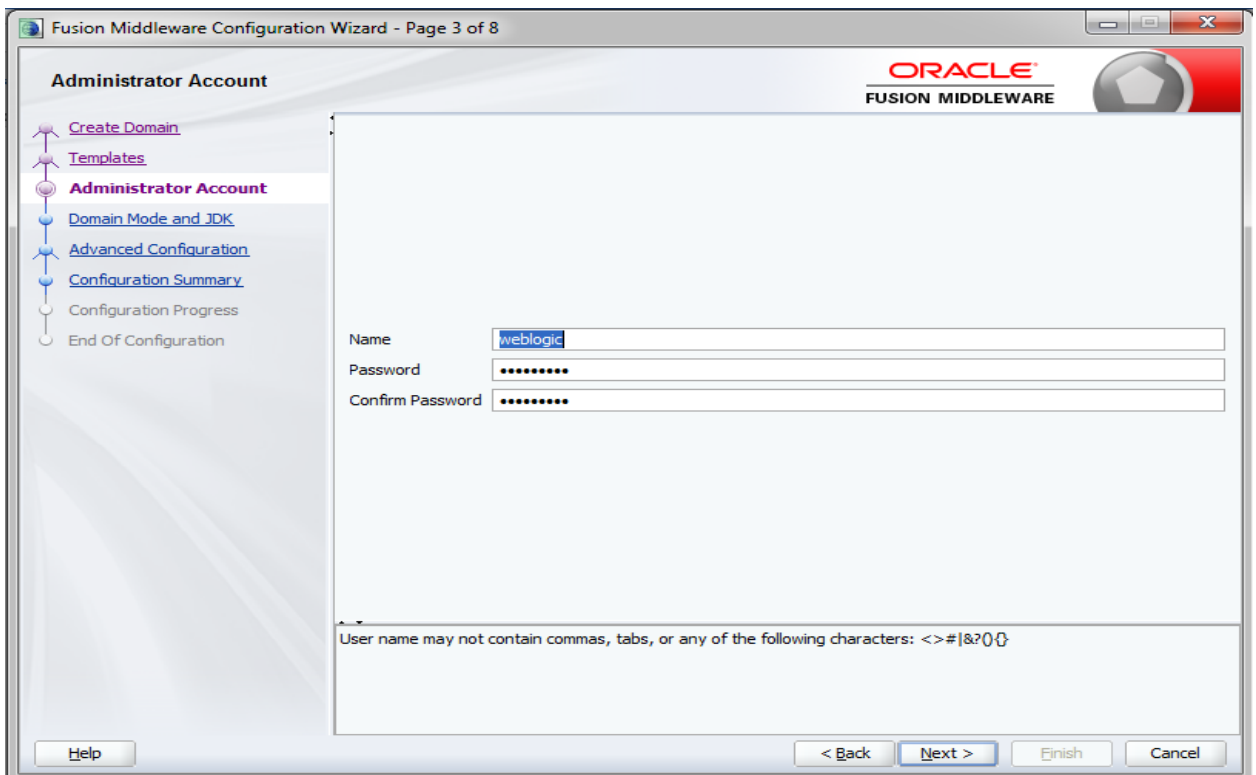 Fusion Middleware Configuration Wizard - Page 3 of 8
Administrator Account
ORACLE
FUSION MIDDLEWARE
Create Domain
Templates
Administrator Account
Domain Mode and JDK
Advanced Configuration
Configuration Summary
Configuration Progress
End Of Configuration
Name weblogic
Password •••••••••
Confirm Password •••••••••
User name may not contain commas, tabs, or any of the following characters: <>#|&?(){}
Help < Back Next > Finish Cancel